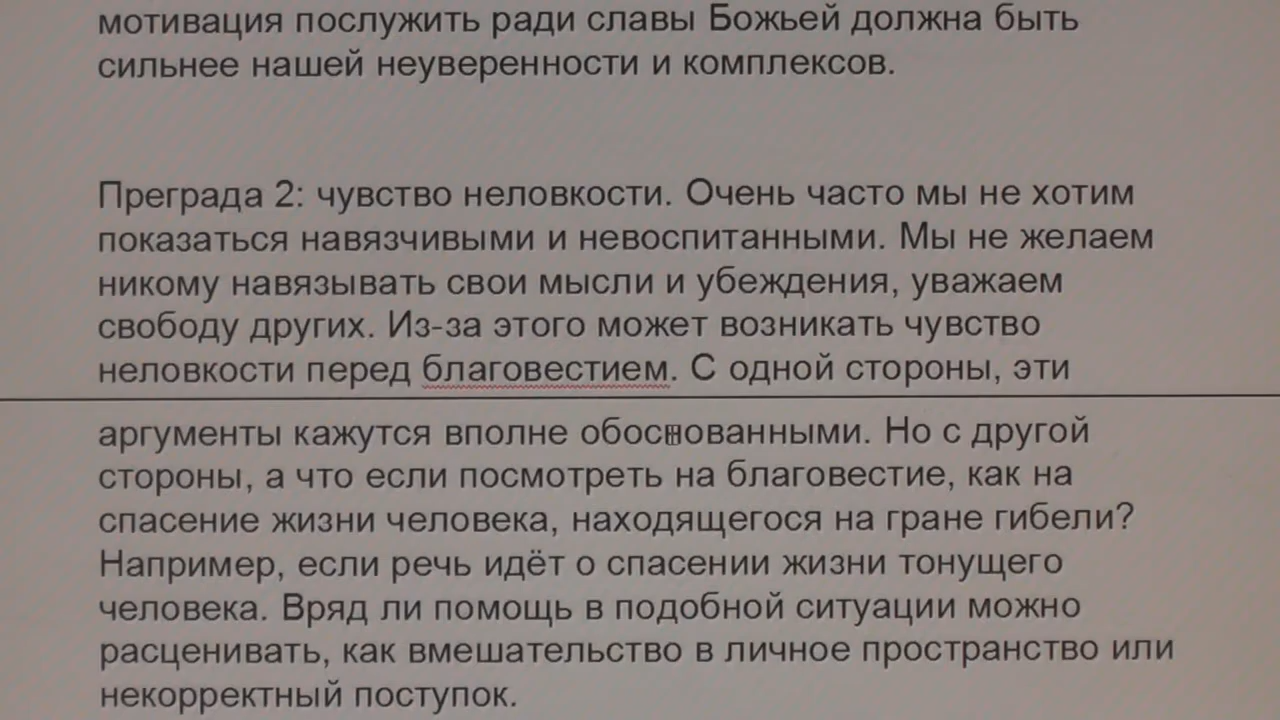 мотивация послужить ради славы Божьей должна быть
сильнее нашей неуверенности и комплексов.
Преграда 2: чувство неловкости. Очень часто мы не хотим
показаться навязчивыми и невоспитанными. Мы не желаем
никому навязывать свои мысли и убеждения, уважаем
свободу других. Из-за этого может возникать чувство
неловкости перед благовестием. С одной стороны, эти
аргументы кажутся вполне обоснованными. Но с другой
стороны, а что если посмотреть на благовестие, как на
спасение жизни человека, находящегося на гране гибели?
Например, если речь идёт о спасении жизни тонущего
человека. Вряд ли помощь в подобной ситуации можно
расценивать, как вмешательство в личное пространство или
некорректный поступок.